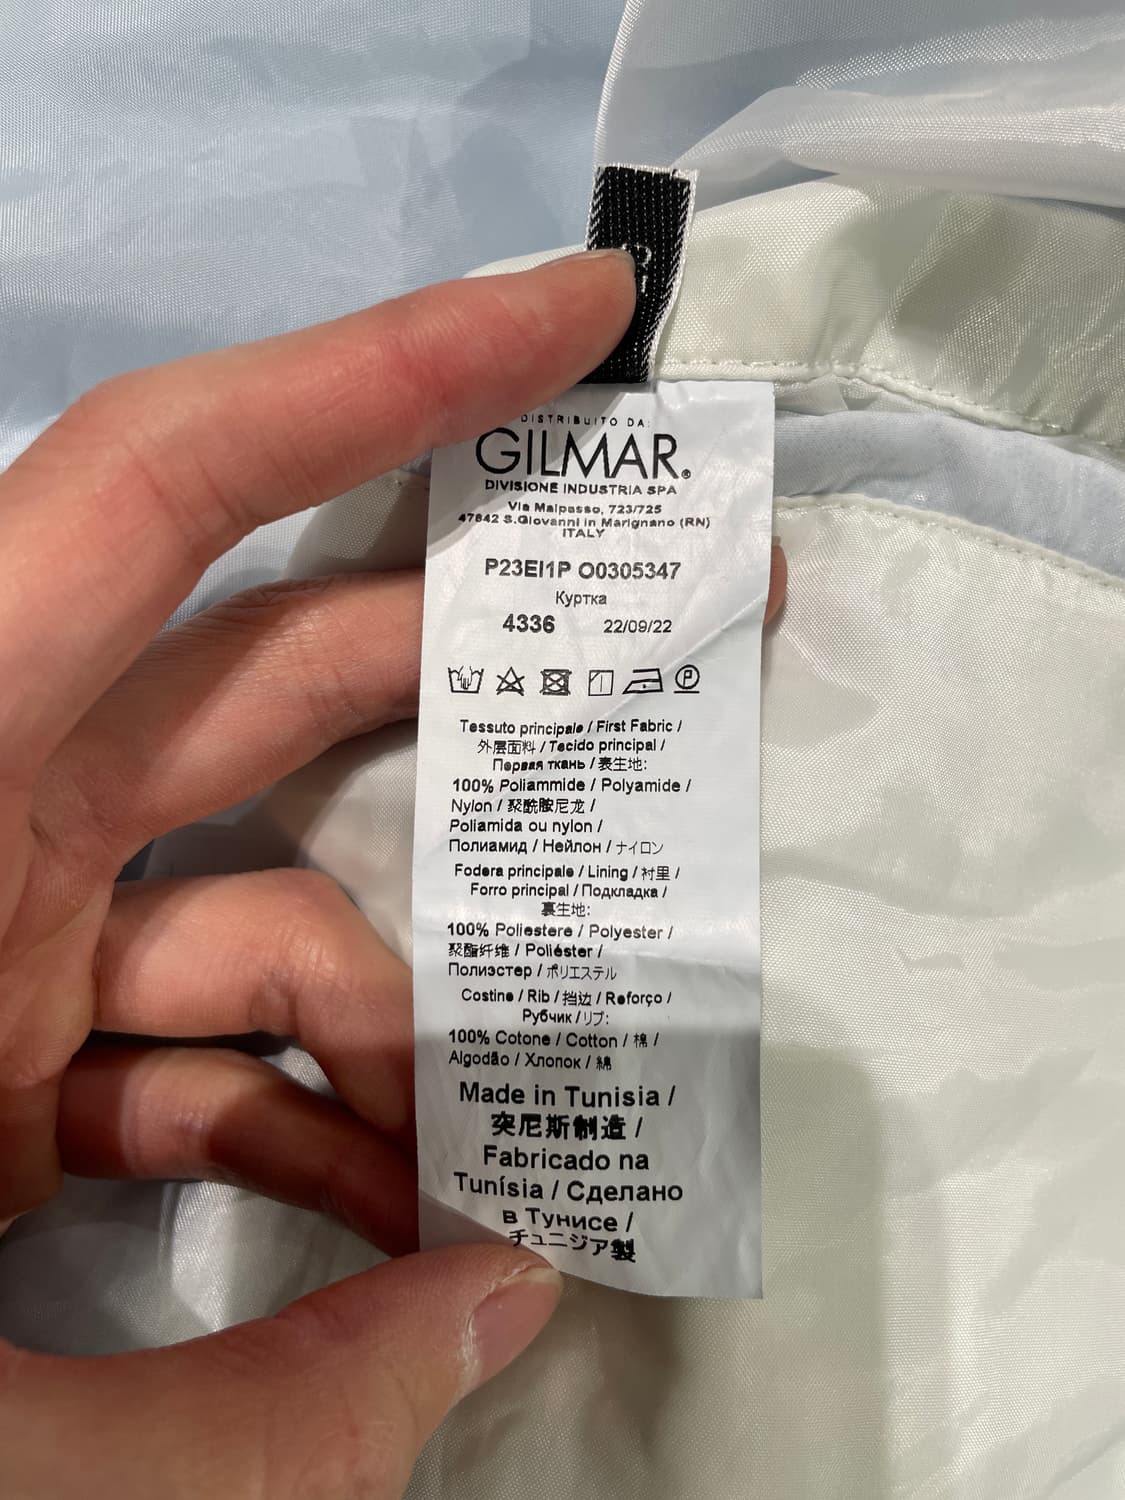 DISTRIBUITO DA:
GILMAR®
DIVISIONE INDUSTRIA SPA
Via Malpasso, 723/725
47842 S.Giovanni in Marignano (RN)
ITALY
P23EI1P O0305347
Куртка
4336 22/09/22
P
Tessuto principale / First Fabric /
外层面料 / Tecido principal /
Первая ткань / 表生地:
100% Poliammide / Polyamide /
Nylon / 聚酰胺尼龙 /
Poliamida ou nylon /
Полиамид / Нейлон / ナイロン
Fodera principale / Lining / 衬里 /
Forro principal / Подкладка /
裏生地:
100% Poliestere / Polyester /
聚酯纤维 / Poliéster /
Полиэстер / ポリエステル
Costine / Rib / 挡边 / Reforço /
Рубчик / リブ:
100% Cotone / Cotton / 棉 /
Algodão / Хлопок / 綿
Made in Tunisia /
突尼斯制造 /
Fabricado na
Tunísia / Сделано
в Тунисе /
チュニジア製